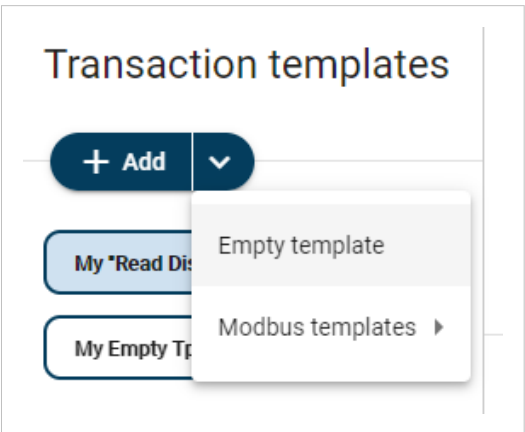 Transaction templates
+ Add
Empty template
My "Read Dis
Modbus templates
My Empty Tp